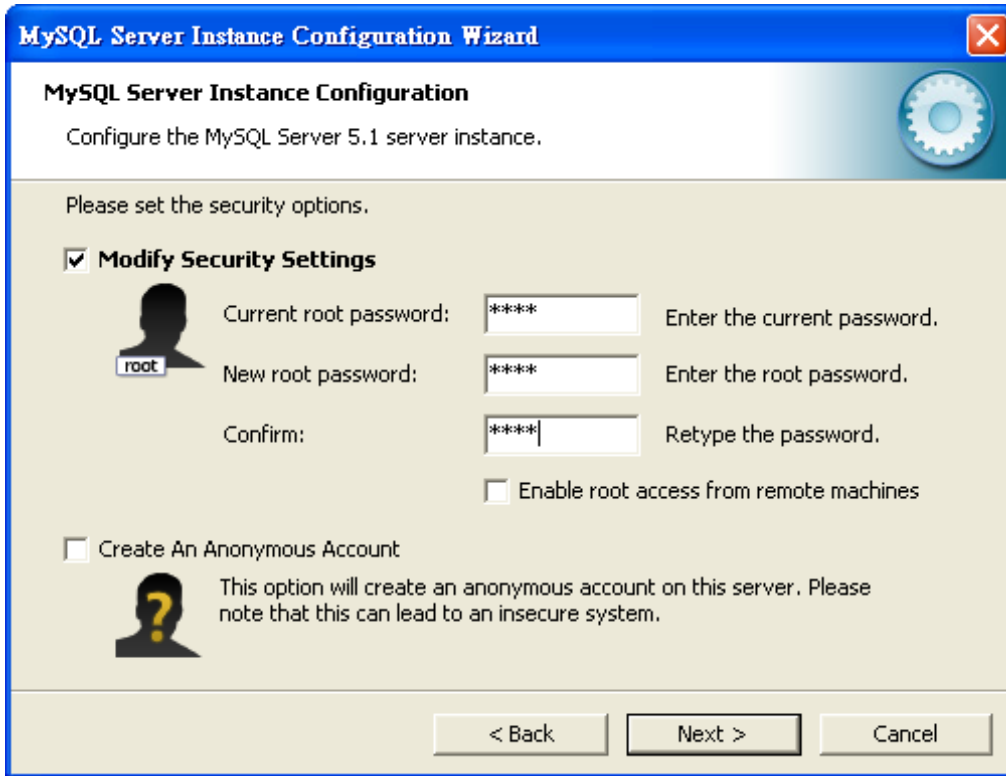 MySQL Server Instance Configuration Wizard
MySQL Server Instance Configuration
Configure the MySQL Server 5.1 server instance.
Please set the security options.
Modify Security Settings
root
Current root password: **** Enter the current password.
New root password: **** Enter the root password.
Confirm: **** Retype the password.
Enable root access from remote machines
Create An Anonymous Account
?
This option will create an anonymous account on this server. Please
note that this can lead to an insecure system.
< Back Next > Cancel